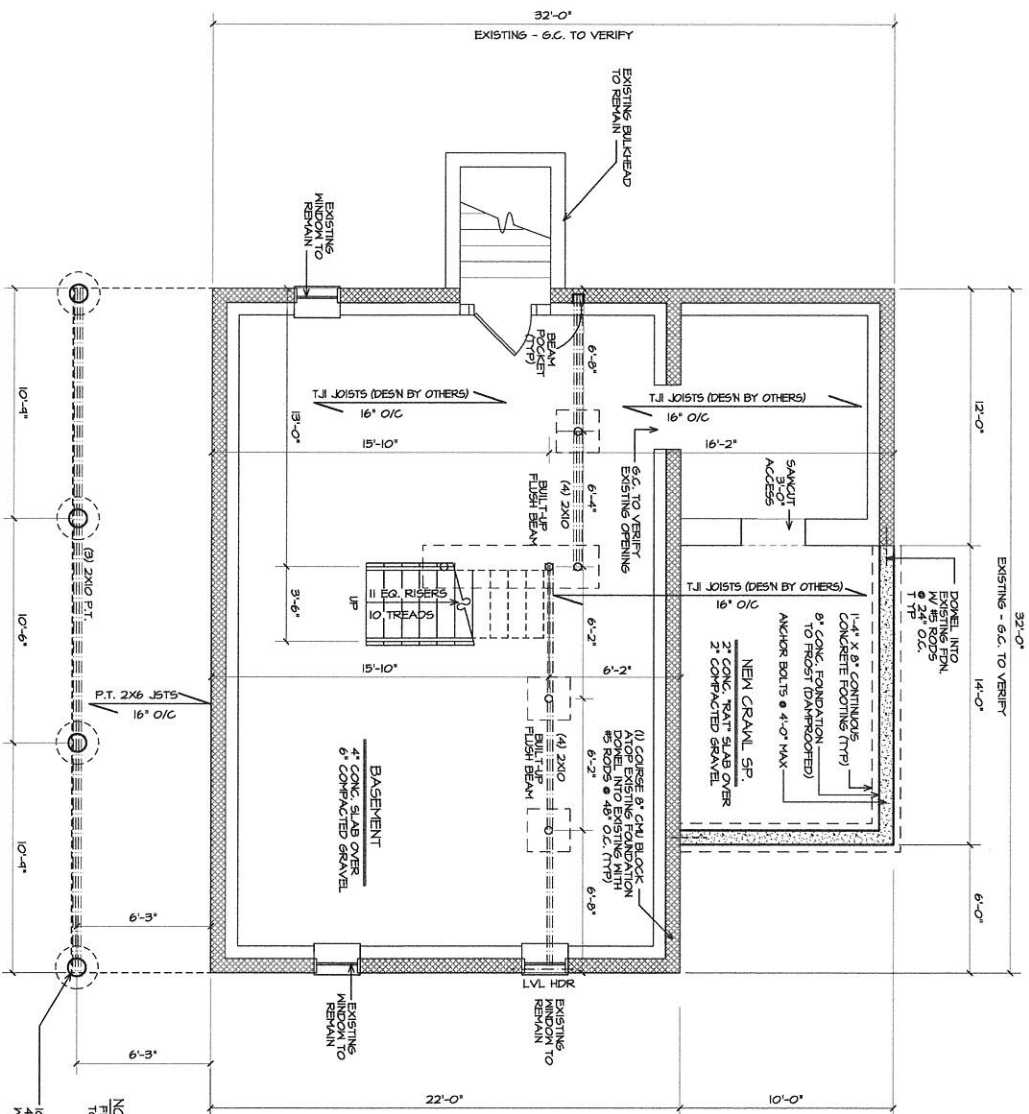 32'-0"
EXISTING - G.C. TO VERIFY
EXISTING BULKHEAD
TO REMAIN
EXISTING
WINDOW TO
REMAIN
BEAM
POCKET
(TYP)
6'-8"
TJI JOISTS (DES'N BY OTHERS)
16" O/C
TJI JOISTS (DES'N BY OTHERS)
16" O/C
13'-0"
15'-10"
16'-2"
G.C. TO VERIFY
EXISTING OPENING
SAWCUT
3'-0"
ACCESS
12'-0"
EXISTING - G.C. TO VERIFY
32'-0"
6'-4"
(4) 2X10
BUILT-UP
FLUSH BEAM
10'-9"
(3) 2X10 P.T.
10'-6"
10'-9"
3'-6"
11 EQ. RISERS
10 TREADS
UP
TJI JOISTS (DES'N BY OTHERS)
16" O/C
6'-2"
15'-10"
6'-2"
P.T. 2X6 JSTS
16" O/C
DOWEL INTO
EXISTING FDN.
W/ #5 RODS
@ 24" O.C.
TYP
1'-4" X 8" CONTINUOUS
CONCRETE FOOTING (TYP)
8" CONC. FOUNDATION
TO FROST (DAMPROOFED)
ANCHOR BOLTS @ 4'-0" MAX
NEW CRAWL SP.
2" CONC. "RAT" SLAB OVER
2" COMPACTED GRAVEL
14'-0"
(1) COURSE 8" CMU BLOCK
ATOP EXISTING FOUNDATION
DOWEL INTO EXISTING WITH
#5 RODS @ 48" O.C. (TYP)
(4) 2X10
BUILT-UP
FLUSH BEAM
6'-2"
6'-8"
BASEMENT
4" CONC. SLAB OVER
6" COMPACTED GRAVEL
6'-0"
6'-3"
LVL HDR
EXISTING
WINDOW TO
REMAIN
EXISTING
WINDOW TO
REMAIN
6'-3"
22'-0"
10'-0"